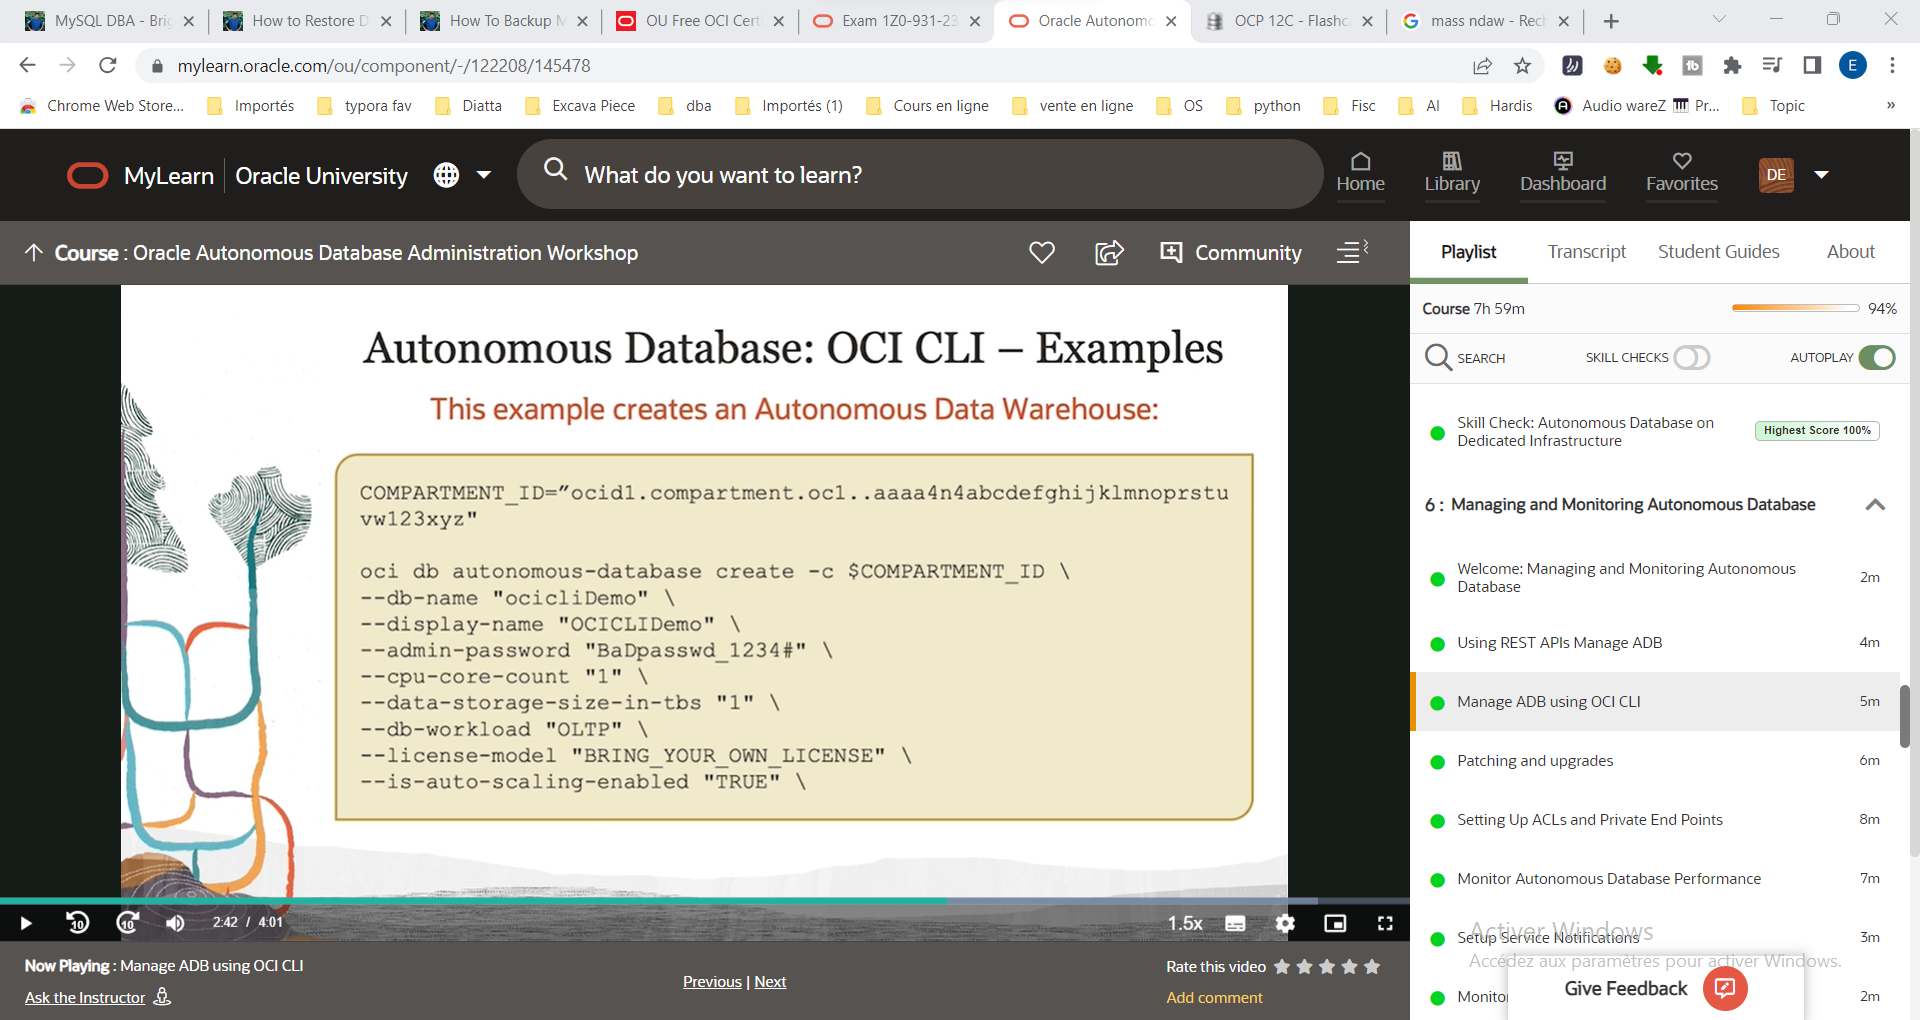 MySQL DBA - Bri
How to Restore D
How To Backup M
OU Free OCI Cert
Exam 1Z0-931-23
Oracle Autonomo
OCP 12C - Flashc
mass ndaw - Rech
mylearn.oracle.com/ou/component/-/122208/145478
E
Chrome Web Store...
Importés
typora fav
Diatta
Excava Piece
dba
Importés (1)
Cours en ligne
vente en ligne
OS
python
Fisc
AI
Hardis
Audio wareZ
Pr...
Topic
»
MyLearn
Oracle University
What do you want to learn?
Home
Library
Dashboard
Favorites
DE
Course : Oracle Autonomous Database Administration Workshop
Community
Autonomous Database: OCI CLI – Examples
This example creates an Autonomous Data Warehouse:
COMPARTMENT_ID=”ocid1.compartment.oc1..aaaa4n4abcdefghijklmnoprstu
vw123xyz"
oci db autonomous-database create -c $COMPARTMENT_ID \
--db-name "ocicliDemo" \
--display-name "OCICLIDemo" \
--admin-password "BaDpasswd_1234#" \
--cpu-core-count "1" \
--data-storage-size-in-tbs "1" \
--db-workload "OLTP" \
--license-model "BRING_YOUR_OWN_LICENSE" \
--is-auto-scaling-enabled "TRUE" \
10
10
2:42 / 4:01
1.5x
Now Playing : Manage ADB using OCI CLI
Ask the Instructor
Previous | Next
Rate this video
Add comment
Playlist
Transcript
Student Guides
About
Course 7h 59m
94%
SEARCH
SKILL CHECKS
AUTOPLAY
Skill Check: Autonomous Database on
Dedicated Infrastructure
Highest Score 100%
6 : Managing and Monitoring Autonomous Database
Welcome: Managing and Monitoring Autonomous
Database
2m
Using REST APIs Manage ADB
4m
Manage ADB using OCI CLI
5m
Patching and upgrades
6m
Setting Up ACLs and Private End Points
8m
Monitor Autonomous Database Performance
7m
Activer Windows
Setup Service Notifications
3m
Accédez aux paramètres pour activer Windows.
Give Feedback
Monitor
2m